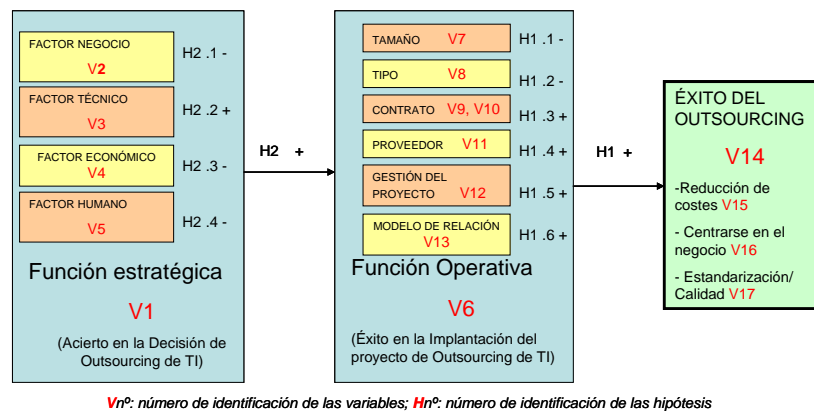 FACTOR NEGOCIO
V2
H2 .1 -
FACTOR TÉCNICO
V3
H2 .2 +
FACTOR ECONÓMICO
V4
H2 .3 -
FACTOR HUMANO
V5
H2 .4 -
Función estratégica
V1
(Acierto en la Decisión de
Outsourcing de TI)
H2 +
TAMAÑO V7
H1 .1 -
TIPO V8
H1 .2 -
CONTRATO V9, V10
H1 .3 +
PROVEEDOR V11
H1 .4 +
GESTIÓN DEL
PROYECTO V12
H1 .5 +
MODELO DE RELACIÓN
V13
H1 .6 +
Función Operativa
V6
(Éxito en la Implantación del
proyecto de Outsourcing de TI)
H1 +
ÉXITO DEL
OUTSOURCING
V14
-Reducción de
costes V15
- Centrarse en el
negocio V16
- Estandarización/
Calidad V17
Vnº: número de identificación de las variables; Hnº: número de identificación de las hipótesis